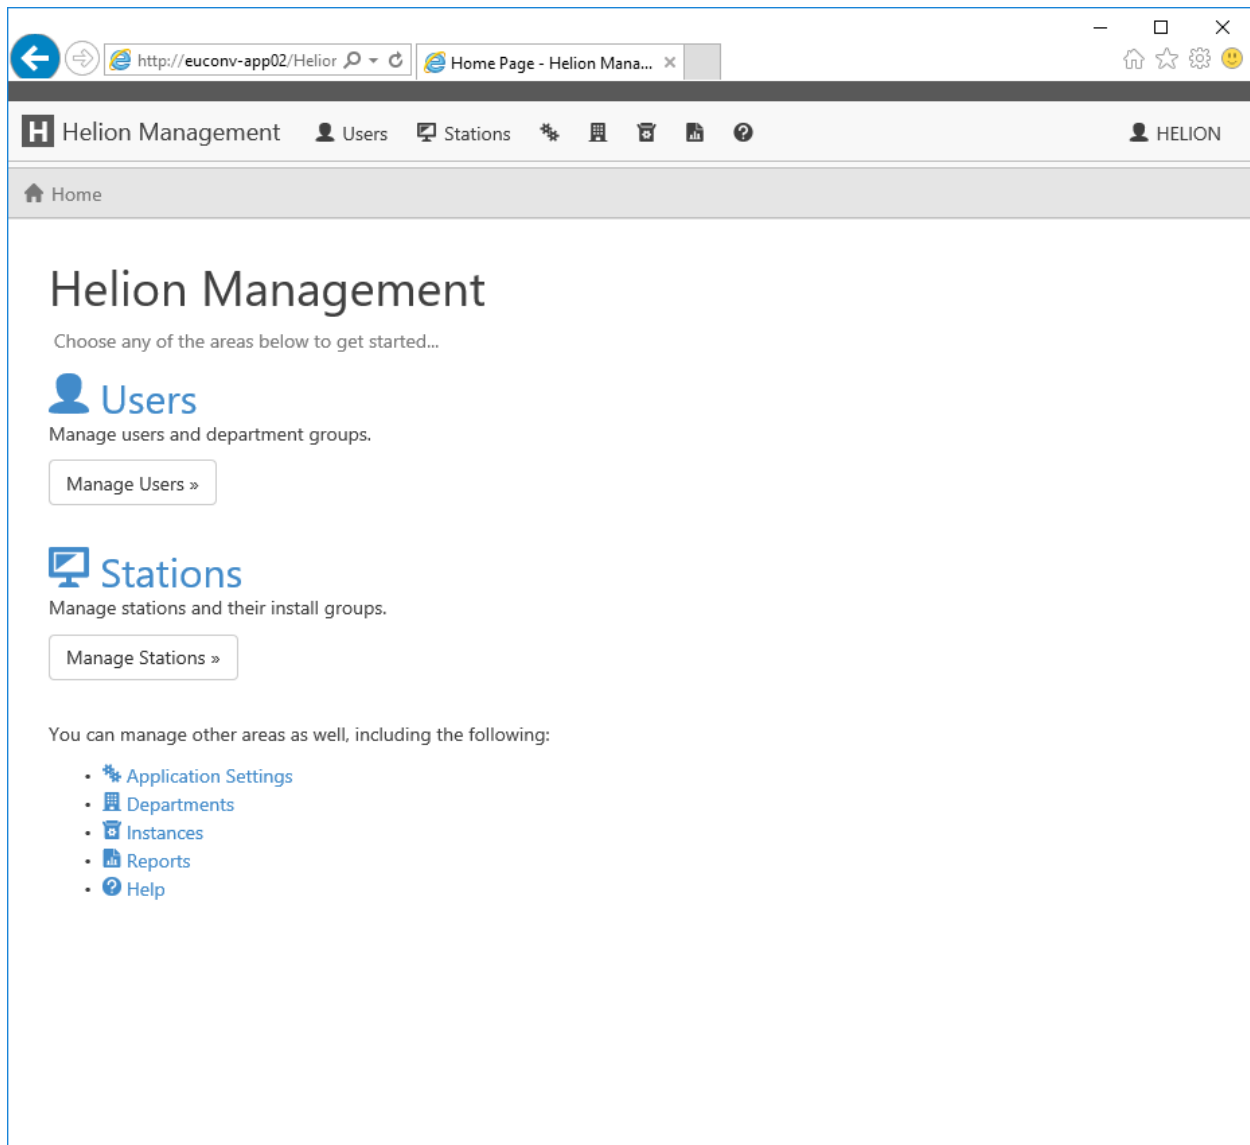 http://euconv-app02/Helior
Home Page - Helion Mana...
H Helion Management Users Stations HELION
Home
Helion Management
Choose any of the areas below to get started...
Users
Manage users and department groups.
Manage Users »
Stations
Manage stations and their install groups.
Manage Stations »
You can manage other areas as well, including the following:
• Application Settings
• Departments
• Instances
• Reports
• Help